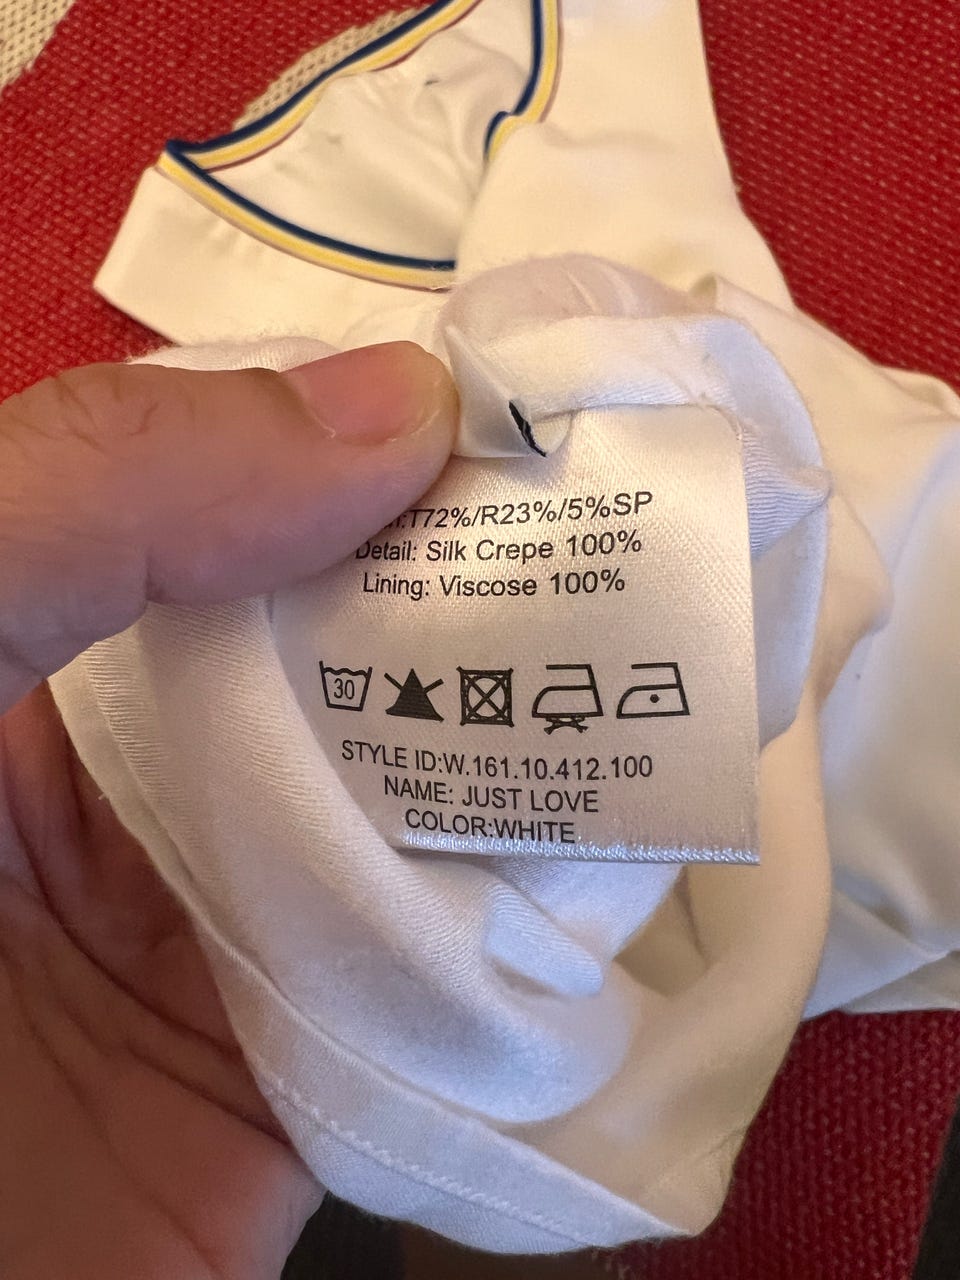 :T72%/R23%/5%SP
Detail: Silk Crepe 100%
Lining: Viscose 100%
30
STYLE ID:W.161.10.412.100
NAME: JUST LOVE
COLOR:WHITE